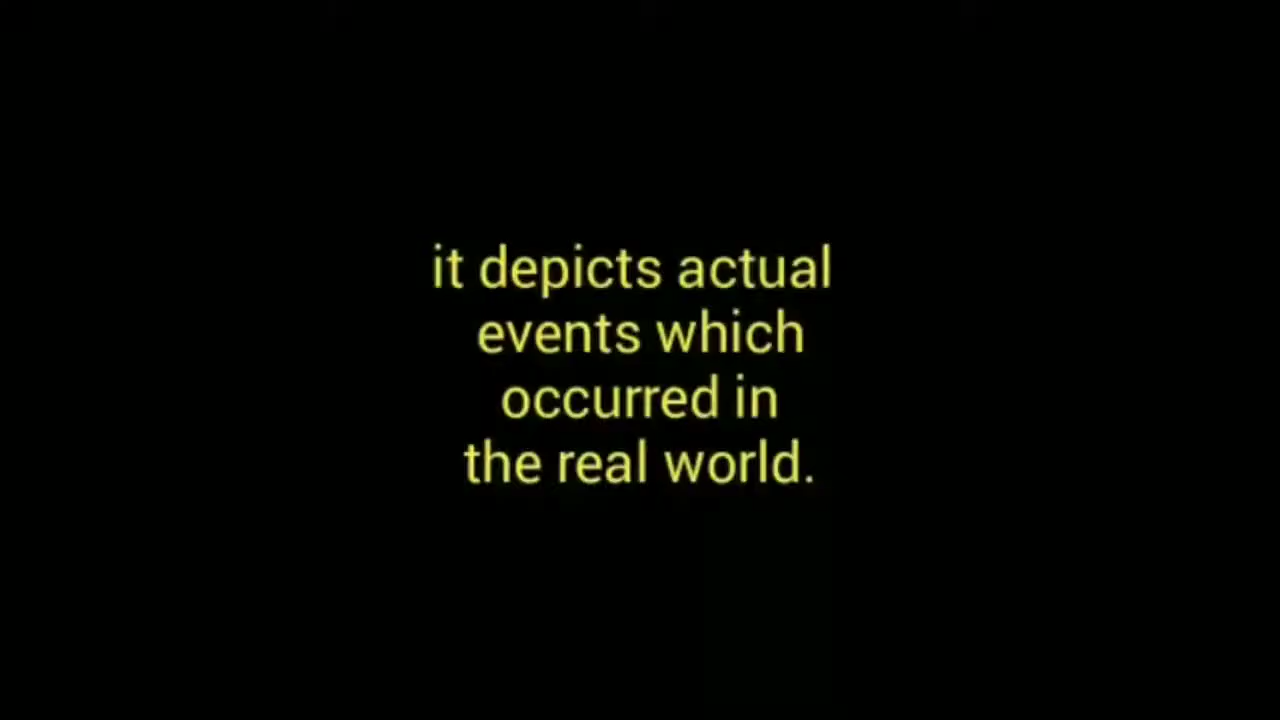 it depicts actual
events which
occurred in
the real world.